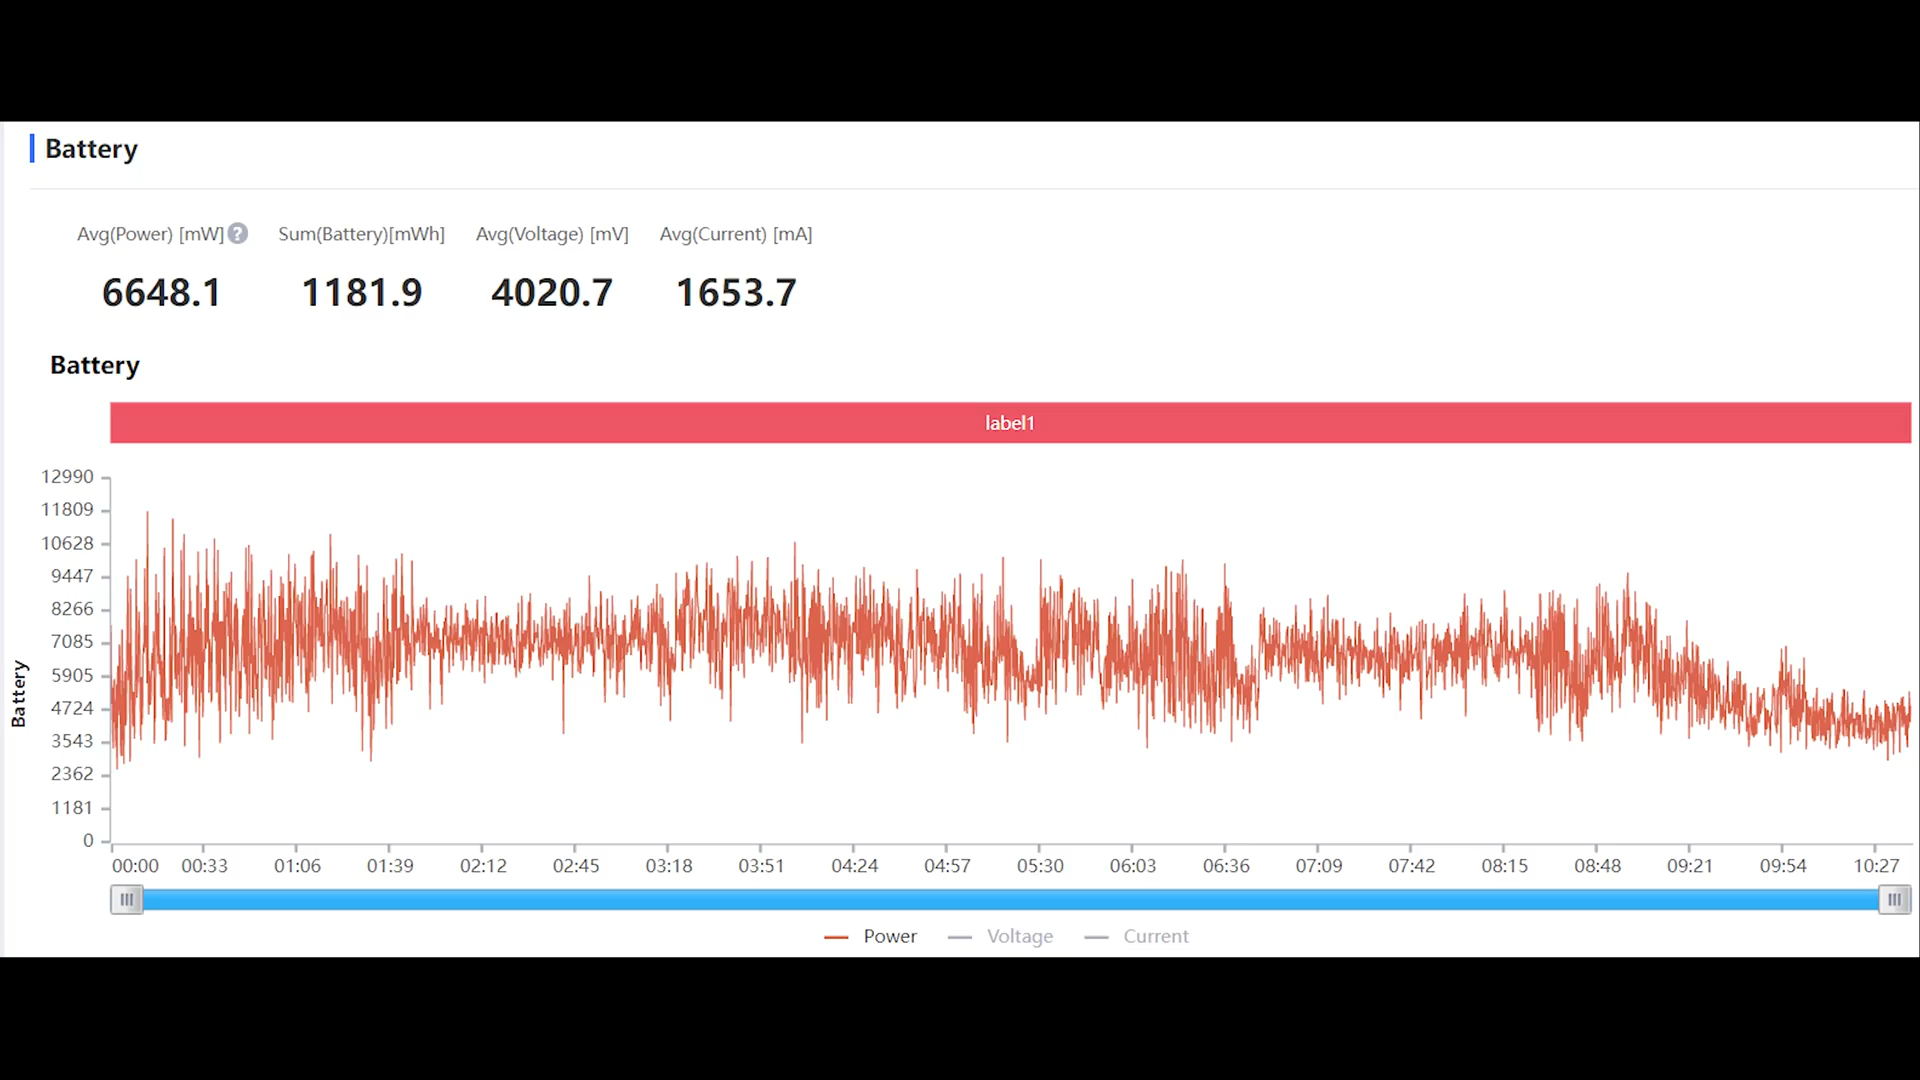 Battery
Avg(Power) [mW] ? Sum(Battery)[mWh] Avg(Voltage) [mV] Avg(Current) [mA]
6648.1 1181.9 4020.7 1653.7
Battery
label1
12990
11809
10628
9447
8266
7085
5905
4724
3543
2362
1181
0
Battery
00:00 00:33 01:06 01:39 02:12 02:45 03:18 03:51 04:24 04:57 05:30 06:03 06:36 07:09 07:42 08:15 08:48 09:21 09:54 10:27
Power Voltage Current